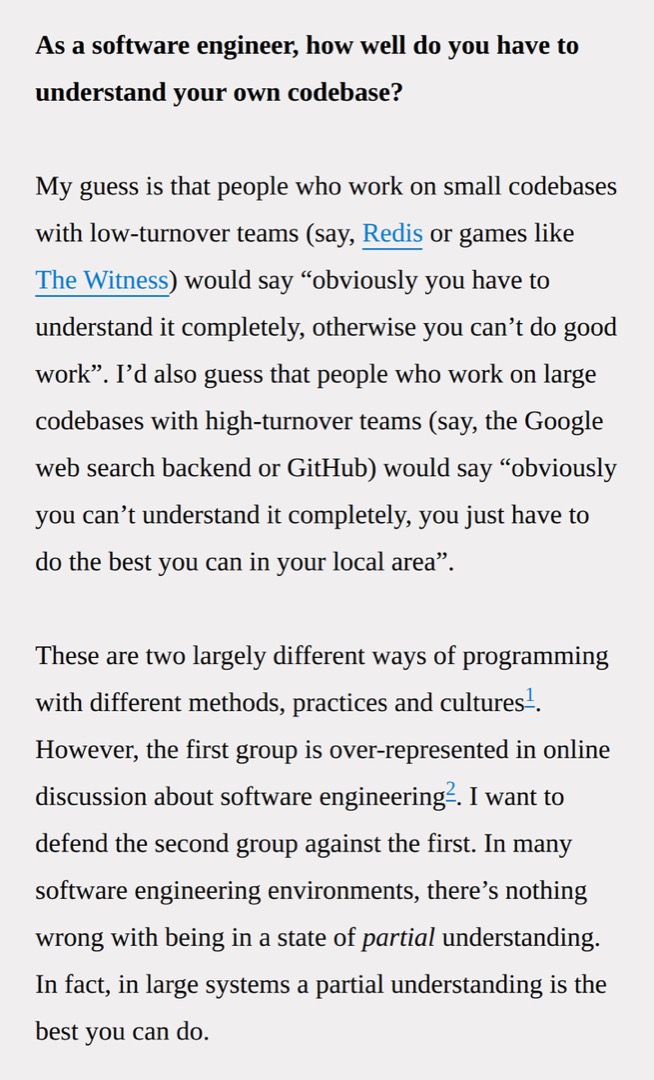 As a software engineer, how well do you have to
understand your own codebase?
My guess is that people who work on small codebases
with low-turnover teams (say, Redis or games like
The Witness) would say “obviously you have to
understand it completely, otherwise you can’t do good
work”. I’d also guess that people who work on large
codebases with high-turnover teams (say, the Google
web search backend or GitHub) would say “obviously
you can’t understand it completely, you just have to
do the best you can in your local area”.
These are two largely different ways of programming
with different methods, practices and cultures1.
However, the first group is over-represented in online
discussion about software engineering2. I want to
defend the second group against the first. In many
software engineering environments, there’s nothing
wrong with being in a state of partial understanding.
In fact, in large systems a partial understanding is the
best you can do.